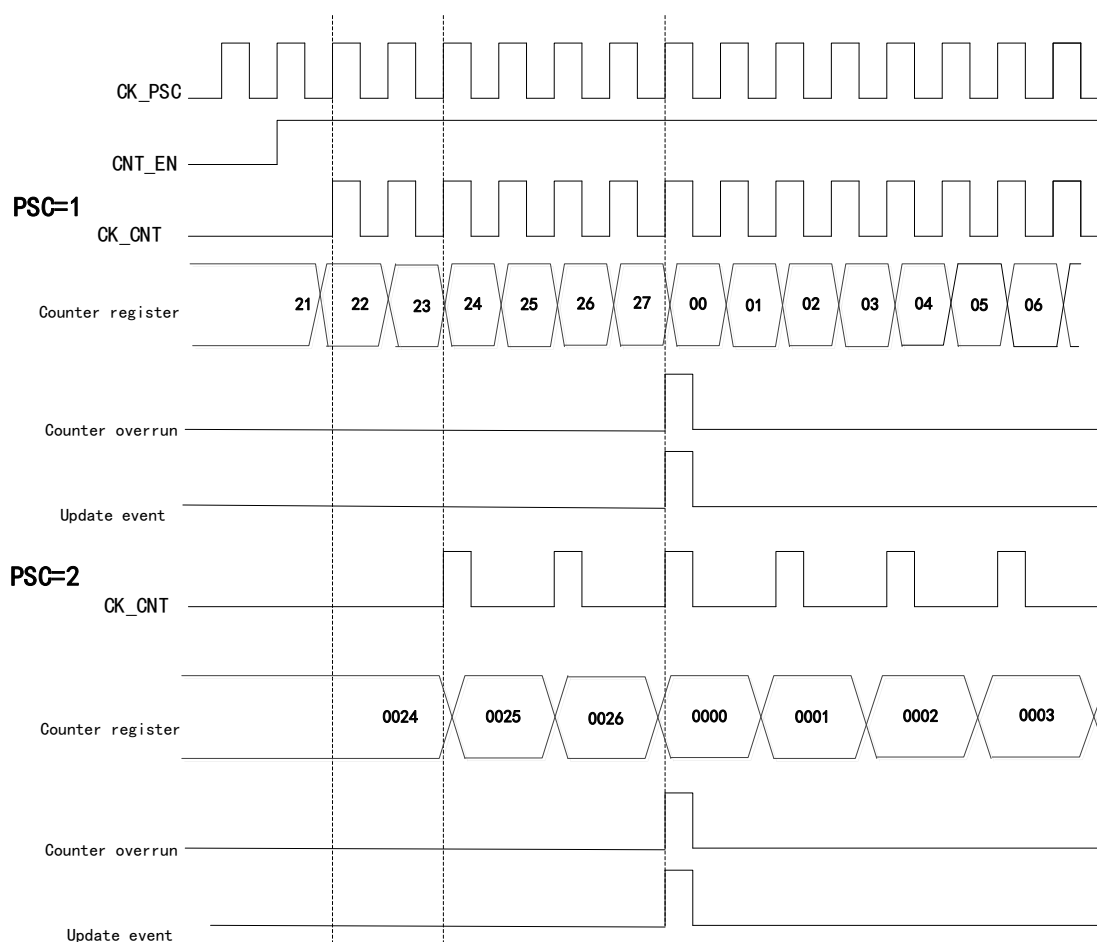 CK_PSC
CNT_EN
PSC=1
CK_CNT
Counter register 21 22 23 24 25 26 27 00 01 02 03 04 05 06
Counter overrun
Update event
PSC=2
CK_CNT
Counter register 0024 0025 0026 0000 0001 0002 0003
Counter overrun
Update event